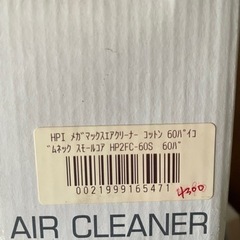 HPI ﾒｶﾞﾏｯｸｽｴｱｸﾘｰﾅｰ ｺｯﾄﾝ 60ﾊﾟｲｺ
ﾞﾑﾈｯｸ ｽﾓｰﾙｺｱ HP2FC-60S 60ﾊﾟ
0021999165471
4300
AIR CLEANER